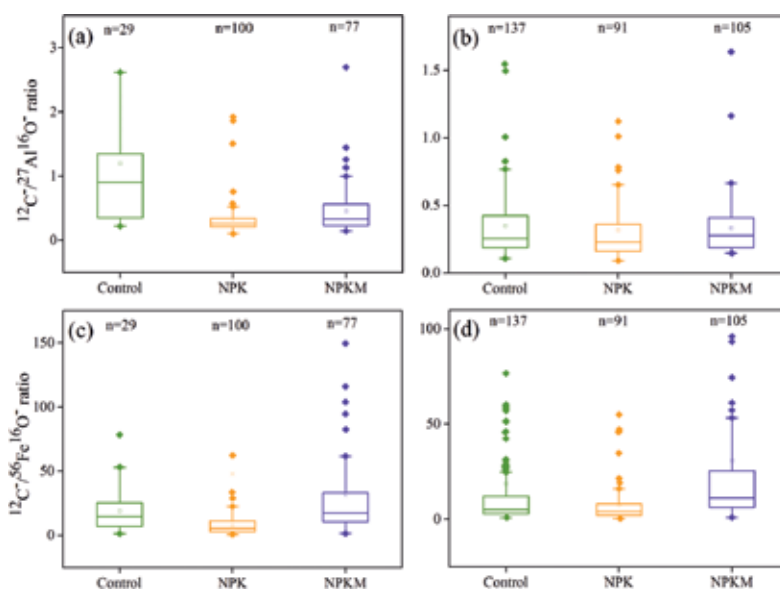 (a) n=29 n=100 n=77
3
2
1
0
¹²C⁻/²⁷Al¹⁶O⁻ ratio
Control NPK NPKM
(b) n=137 n=91 n=105
1.5
1.0
0.5
0.0
Control NPK NPKM
(c) n=29 n=100 n=77
150
100
50
0
¹²C⁻/⁵⁶Fe¹⁶O⁻ ratio
Control NPK NPKM
(d) n=137 n=91 n=105
100
50
0
Control NPK NPKM